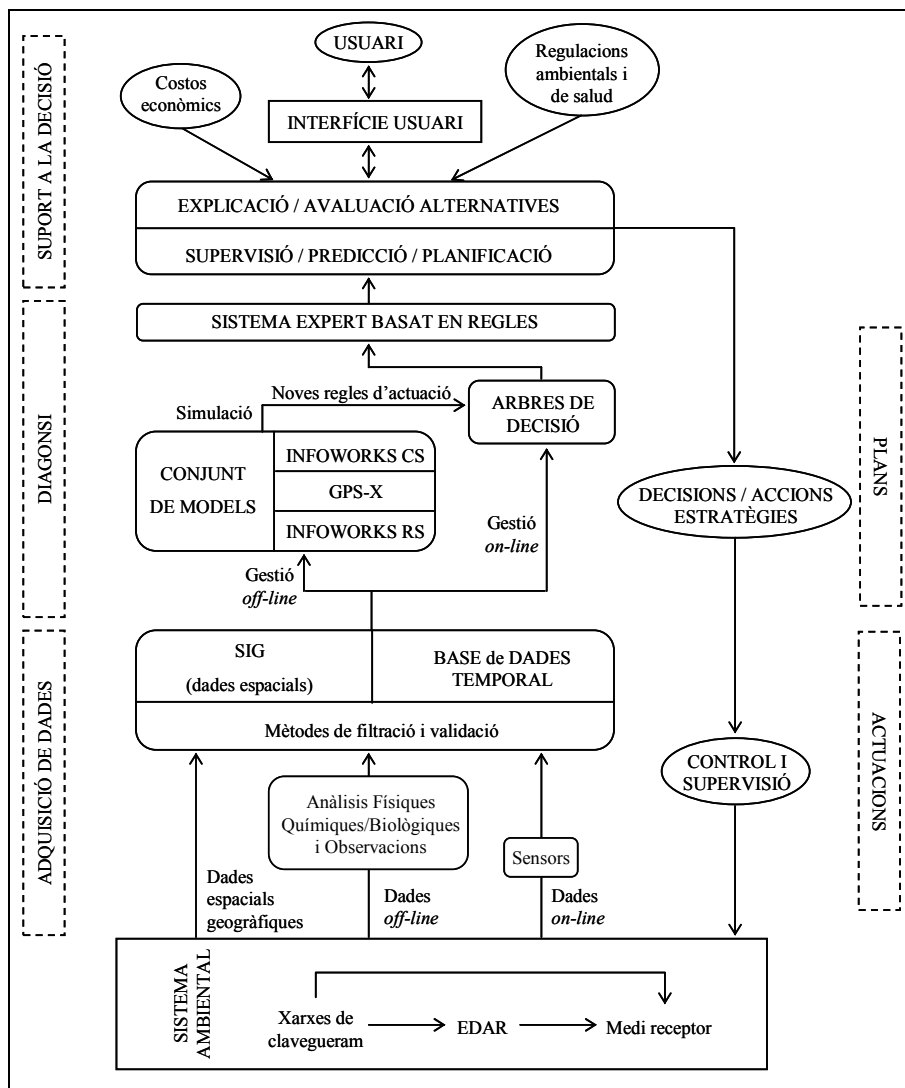 USUARI
Costos
econòmics
Regulacions
ambientals i
de salud
INTERFÍCIE USUARI
SUPORT A LA DECISIÓ
EXPLICACIÓ / AVALUACIÓ ALTERNATIVES
SUPERVISIÓ / PREDICCIÓ / PLANIFICACIÓ
DIAGONSI
SISTEMA EXPERT BASAT EN REGLES
Noves regles d’actuació
Simulació
ARBRES DE
DECISIÓ
CONJUNT
DE MODELS
INFOWORKS CS
GPS-X
INFOWORKS RS
Gestió
on-line
Gestió
off-line
PLANS
DECISIONS / ACCIONS
ESTRATÈGIES
ADQUISICIÓ DE DADES
SIG
(dades espacials)
BASE de DADES
TEMPORAL
Mètodes de filtració i validació
ACTUACIONS
CONTROL I
SUPERVISIÓ
Anàlisis Físiques
Químiques/Biològiques
i Observacions
Sensors
Dades
espacials
geogràfiques
Dades
off-line
Dades
on-line
SISTEMA
AMBIENTAL
Xarxes de
clavegueram
EDAR
Medi receptor